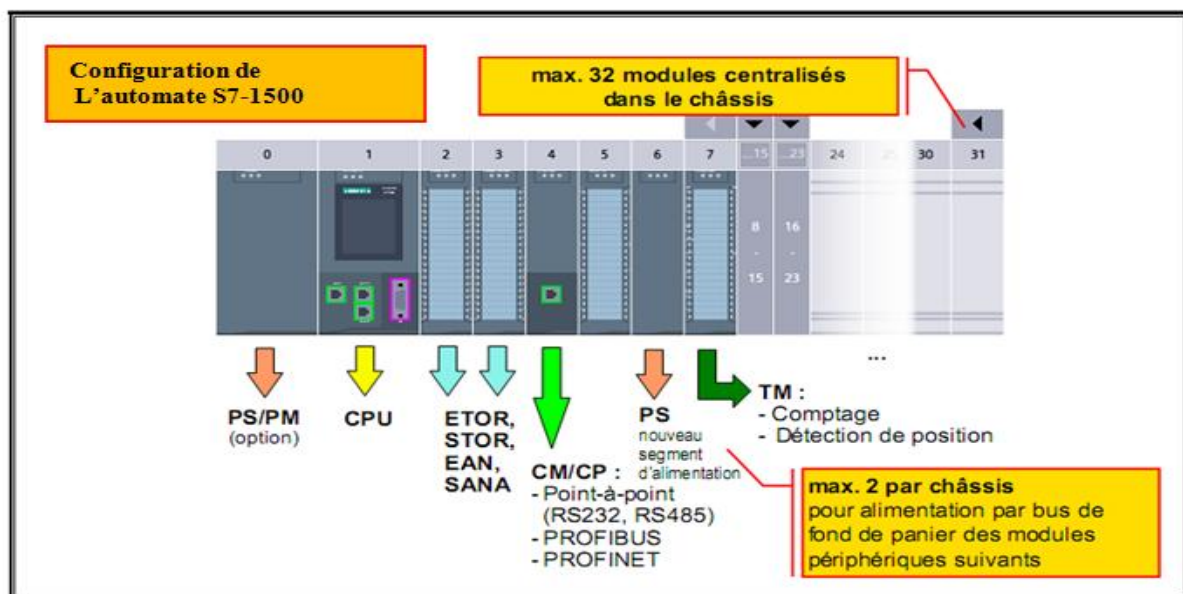 Configuration de
L’automate S7-1500
max. 32 modules centralisés
dans le châssis
0 1 2 3 4 5 6 7 ...15 ...23 24 30 31
8 16
- -
15 23
...
PS/PM
(option)
CPU
ETOR,
STOR,
EAN,
SANA
CM/CP :
- Point-à-point
(RS232, RS485)
- PROFIBUS
- PROFINET
PS
nouveau
segment
d'alimentation
TM :
- Comptage
- Détection de position
max. 2 par châssis
pour alimentation par bus de
fond de panier des modules
périphériques suivants